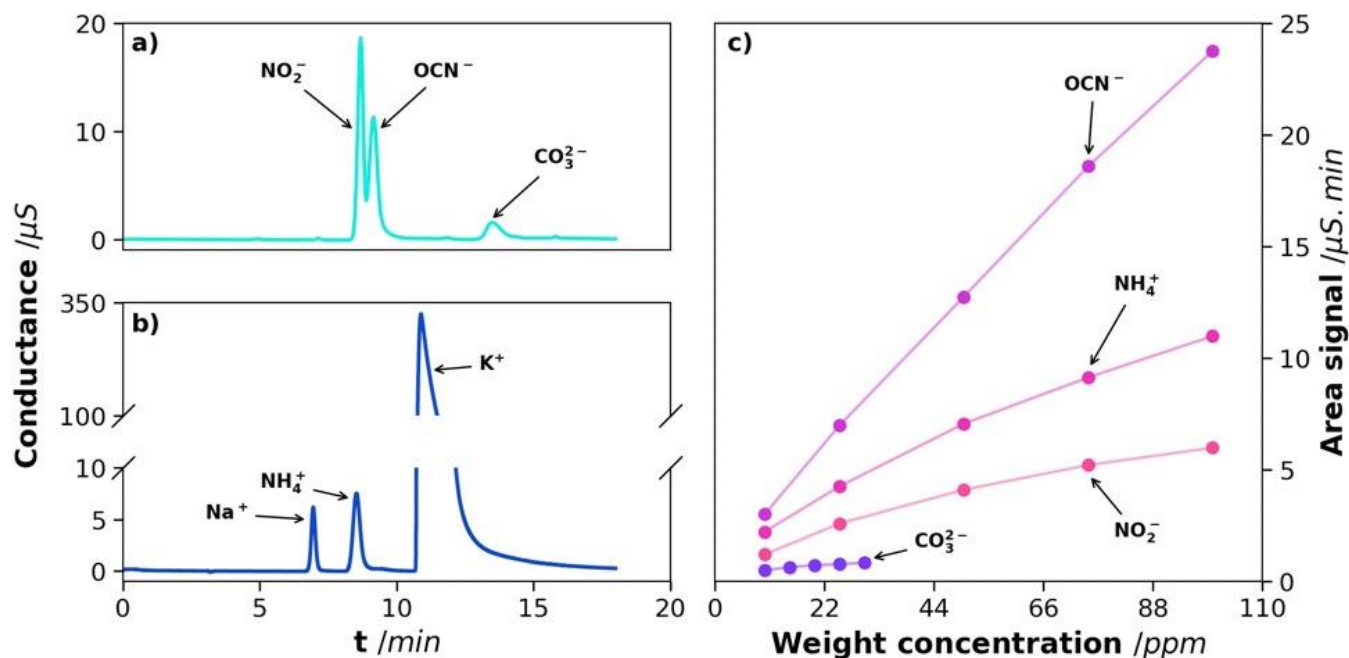 a)
20
10
0
NO₂⁻
OCN⁻
CO₃²⁻
b)
350
100
10
5
0
Na⁺
NH₄⁺
K⁺
0 5 10 15 20
t /min
Conductance /μS
c)
OCN⁻
NH₄⁺
NO₂⁻
CO₃²⁻
25
20
15
10
5
0
Area signal /μS. min
0 22 44 66 88 110
Weight concentration /ppm